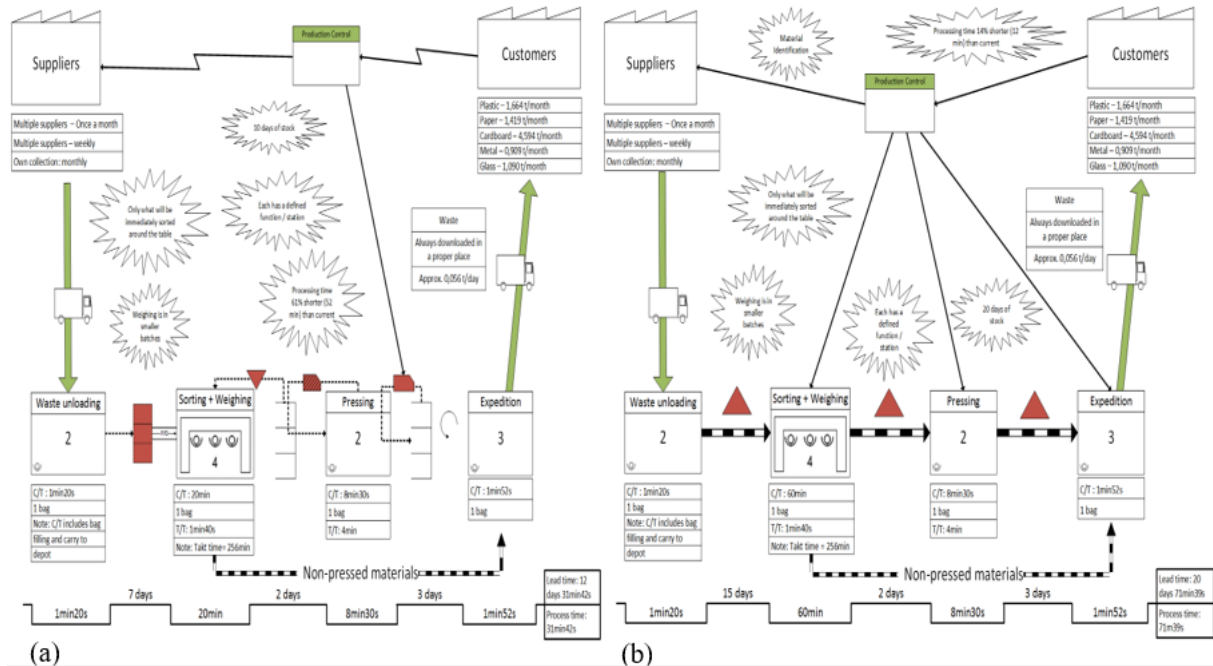 Suppliers
Production Control
Customers
Multiple suppliers – Once a month
Multiple suppliers – weekly
Own collection: monthly
Plastic – 1,664 t/month
Paper – 1,419 t/month
Cardboard – 4,594 t/month
Metal – 0,909 t/month
Glass – 1,090 t/month
10 days of stock
Only what will be
immediately sorted
around the table
Each has a defined
function / station
Waste
Always downloaded in
a proper place
Approx. 0,056 t/day
Weighing is in
smaller
batches
Processing time
61% shorter (52
min) than current
Waste unloading
2
Sorting + Weighing
4
Pressing
2
Expedition
3
C/T : 1min20s
1 bag
Note: C/T includes bag
filling and carry to
depot
C/T : 20min
1 bag
T/T: 1min40s
Note: Takt time= 256min
C/T : 8min30s
1 bag
T/T: 4min
C/T : 1min52s
1 bag
Non-pressed materials
7 days
2 days
3 days
1min20s
20min
8min30s
1min52s
Lead time: 12
days 31min42s
Process time:
31min42s
(a)
Suppliers
Material
Identification
Processing time 14% shorter (12
min) than current
Customers
Production Control
Multiple suppliers – Once a month
Multiple suppliers – weekly
Own collection: monthly
Plastic – 1,664 t/month
Paper – 1,419 t/month
Cardboard – 4,594 t/month
Metal – 0,909 t/month
Glass – 1,090 t/month
Only what will be
immediately sorted
around the table
Waste
Always downloaded in
a proper place
Approx. 0,056 t/day
Weighing is in
smaller
batches
Each has a
defined
function /
station
20 days of
stock
Waste unloading
2
Sorting + Weighing
4
Pressing
2
Expedition
3
C/T : 1min20s
1 bag
Note: C/T includes bag
filling and carry to
depot
C/T : 60min
1 bag
T/T: 1min40s
Note: Takt time = 256min
C/T : 8min30s
1 bag
T/T: 4min
C/T : 1min52s
1 bag
Non-pressed materials
15 days
2 days
3 days
1min20s
60min
8min30s
1min52s
Lead time: 20
days 71min39s
Process time:
71m39s
(b)